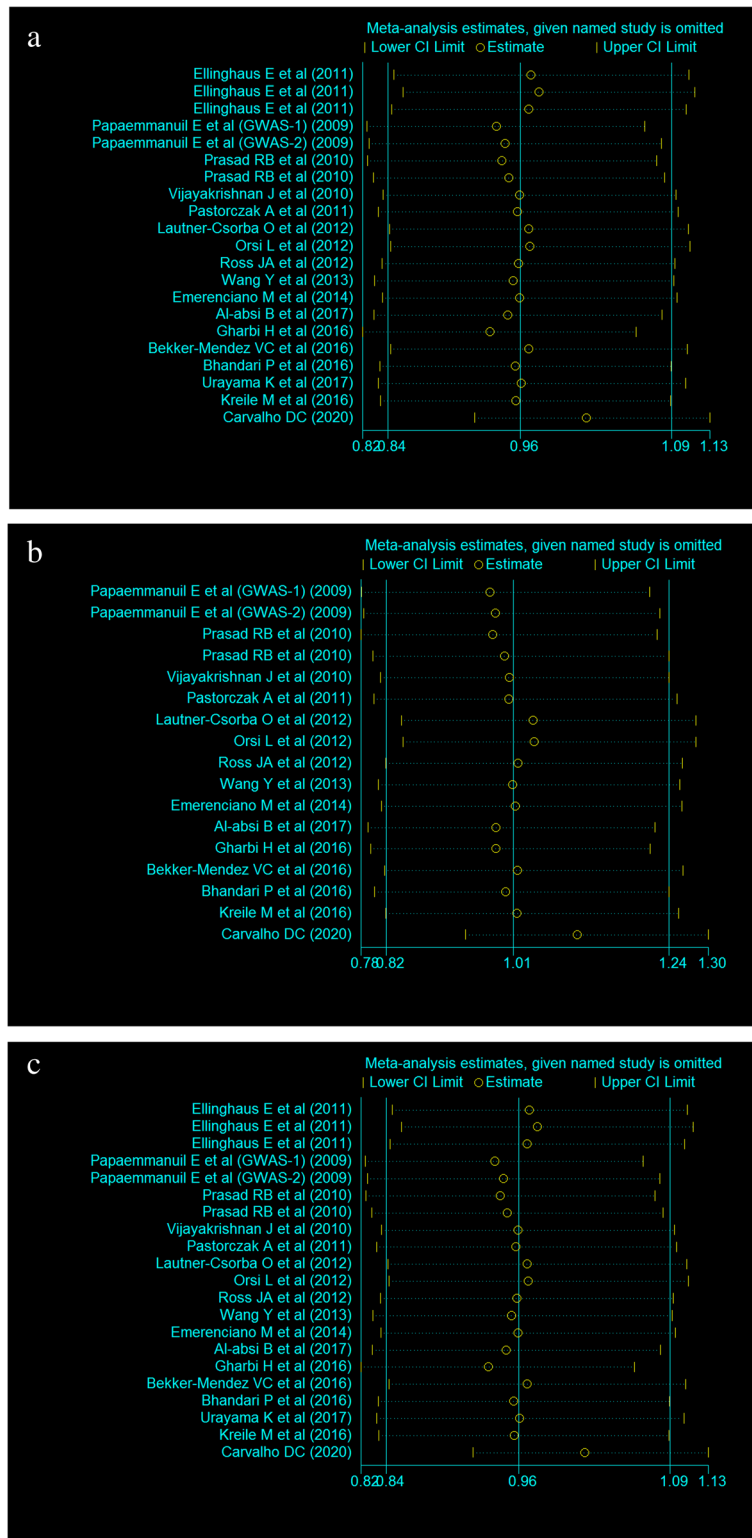 a
Meta-analysis estimates, given named study is omitted
Lower CI Limit Estimate Upper CI Limit
Ellinghaus E et al (2011)
Ellinghaus E et al (2011)
Ellinghaus E et al (2011)
Papaemmanuil E et al (GWAS-1) (2009)
Papaemmanuil E et al (GWAS-2) (2009)
Prasad RB et al (2010)
Prasad RB et al (2010)
Vijayakrishnan J et al (2010)
Pastorczak A et al (2011)
Lautner-Csorba O et al (2012)
Orsi L et al (2012)
Ross JA et al (2012)
Wang Y et al (2013)
Emerenciano M et al (2014)
Al-absi B et al (2017)
Gharbi H et al (2016)
Bekker-Mendez VC et al (2016)
Bhandari P et al (2016)
Urayama K et al (2017)
Kreile M et al (2016)
Carvalho DC (2020)
0.82 0.84 0.96 1.09 1.13
b
Meta-analysis estimates, given named study is omitted
Lower CI Limit Estimate Upper CI Limit
Papaemmanuil E et al (GWAS-1) (2009)
Papaemmanuil E et al (GWAS-2) (2009)
Prasad RB et al (2010)
Prasad RB et al (2010)
Vijayakrishnan J et al (2010)
Pastorczak A et al (2011)
Lautner-Csorba O et al (2012)
Orsi L et al (2012)
Ross JA et al (2012)
Wang Y et al (2013)
Emerenciano M et al (2014)
Al-absi B et al (2017)
Gharbi H et al (2016)
Bekker-Mendez VC et al (2016)
Bhandari P et al (2016)
Kreile M et al (2016)
Carvalho DC (2020)
0.78 0.82 1.01 1.24 1.30
c
Meta-analysis estimates, given named study is omitted
Lower CI Limit Estimate Upper CI Limit
Ellinghaus E et al (2011)
Ellinghaus E et al (2011)
Ellinghaus E et al (2011)
Papaemmanuil E et al (GWAS-1) (2009)
Papaemmanuil E et al (GWAS-2) (2009)
Prasad RB et al (2010)
Prasad RB et al (2010)
Vijayakrishnan J et al (2010)
Pastorczak A et al (2011)
Lautner-Csorba O et al (2012)
Orsi L et al (2012)
Ross JA et al (2012)
Wang Y et al (2013)
Emerenciano M et al (2014)
Al-absi B et al (2017)
Gharbi H et al (2016)
Bekker-Mendez VC et al (2016)
Bhandari P et al (2016)
Urayama K et al (2017)
Kreile M et al (2016)
Carvalho DC (2020)
0.82 0.84 0.96 1.09 1.13